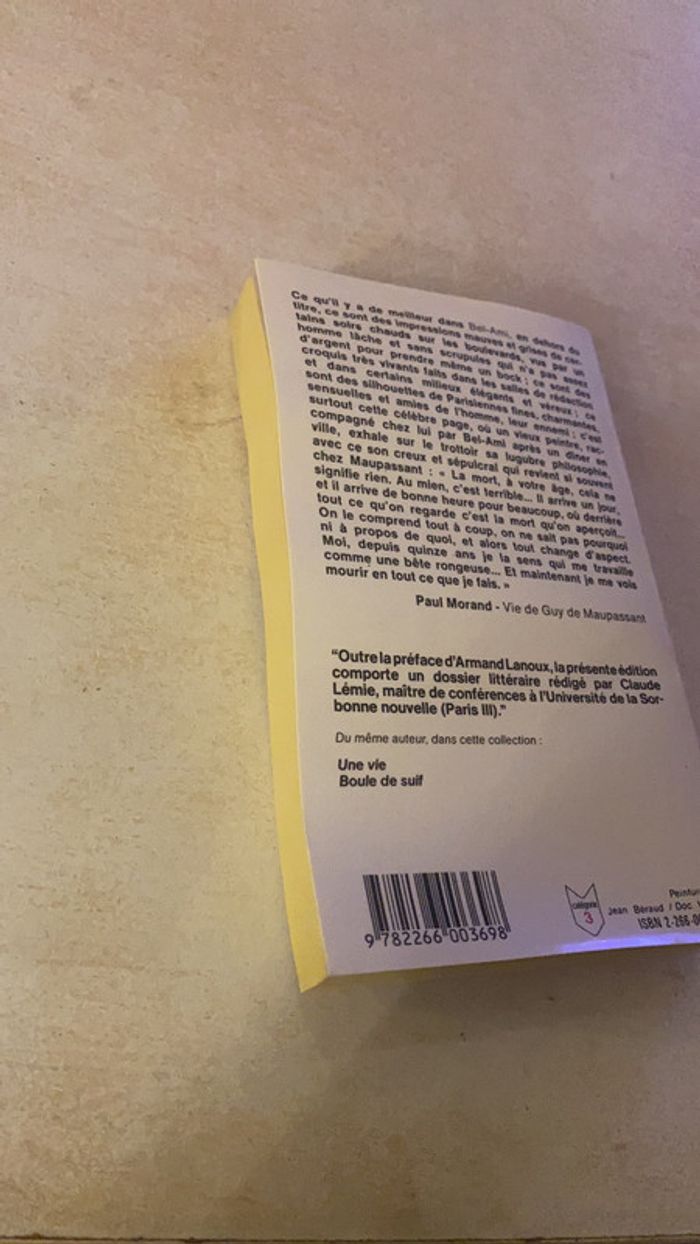 Ce qu'il y a de meilleur dans Bel-Ami, en dehors du
titre, ce sont des impressions mauves et grises de cer-
tains soirs chauds sur les boulevards, vus par un
homme lâche et sans scrupules qui n'a pas assez
d'argent pour prendre même un bock ; ce sont des
croquis très vivants faits dans les salles de rédaction
et dans certains milieux élégants et véreux ; ce
sont des silhouettes de Parisiennes fines, charmantes,
sensuelles et amies de l'homme, leur ennemi ; c'est
surtout cette célèbre page, où un vieux peintre, rac-
compagné chez lui par Bel-Ami après un dîner en
ville, exhale sur le trottoir sa lugubre philosophie,
avec ce son creux et sépulcral qui revient si souvent
chez Maupassant : « La mort, à votre âge, cela ne
signifie rien. Au mien, c'est terrible... Il arrive un jour,
et il arrive de bonne heure pour beaucoup, où derrière
tout ce qu'on regarde c'est la mort qu'on aperçoit...
On le comprend tout à coup, on ne sait pas pourquoi
ni à propos de quoi, et alors tout change d'aspect.
Moi, depuis quinze ans je la sens qui me travaille
comme une bête rongeuse... Et maintenant je me vois
mourir en tout ce que je fais. »
Paul Morand - Vie de Guy de Maupassant
"Outre la préface d'Armand Lanoux, la présente édition
comporte un dossier littéraire rédigé par Claude
Lémie, maître de conférences à l'Université de la Sor-
bonne nouvelle (Paris III)."
Du même auteur, dans cette collection :
Une vie
Boule de suif
9 782266 003698
catégorie
3
Jean Béraud / Doc.
ISBN 2-266-0